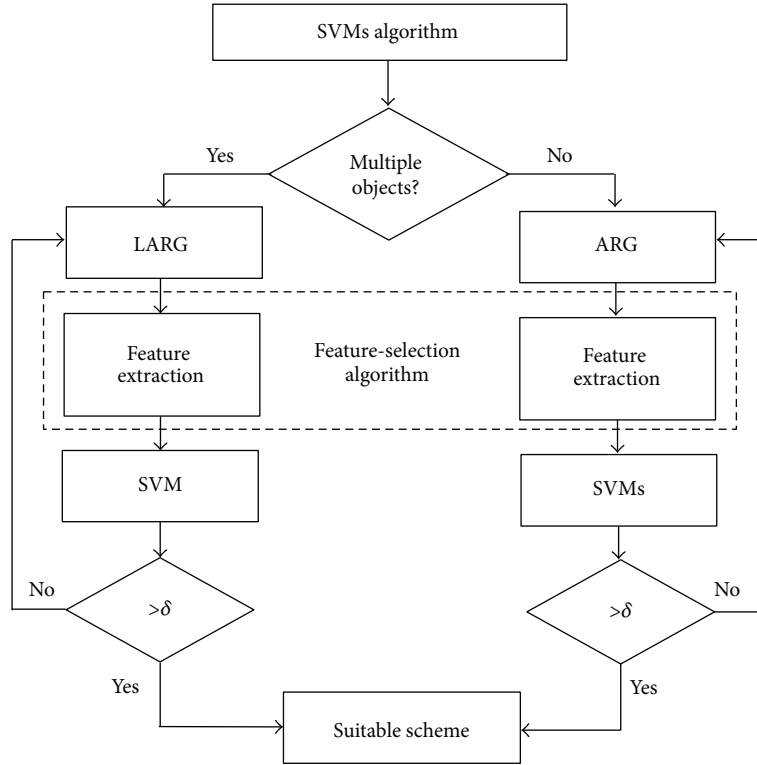 SVMs algorithm
Yes
Multiple
objects?
No
LARG
ARG
Feature
extraction
Feature-selection
algorithm
Feature
extraction
SVM
SVMs
No
>δ
>δ
No
Yes
Yes
Suitable scheme